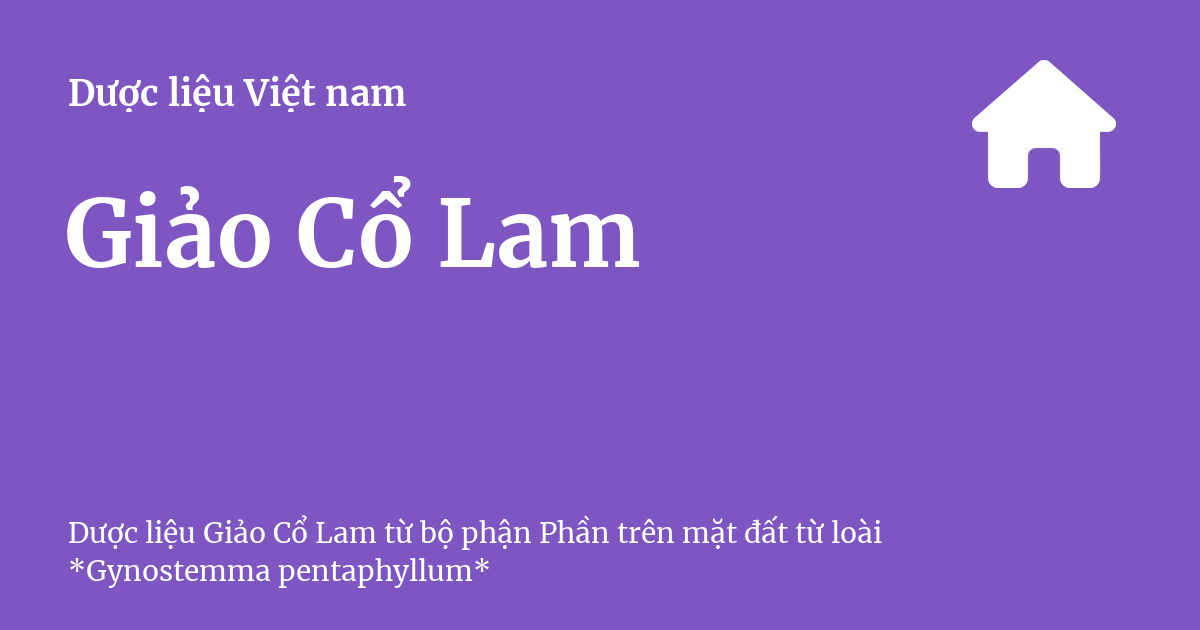 Dược liệu Việt nam
Giảo Cổ Lam
Dược liệu Giảo Cổ Lam từ bộ phận Phần trên mặt đất từ loài
*Gynostemma pentaphyllum*